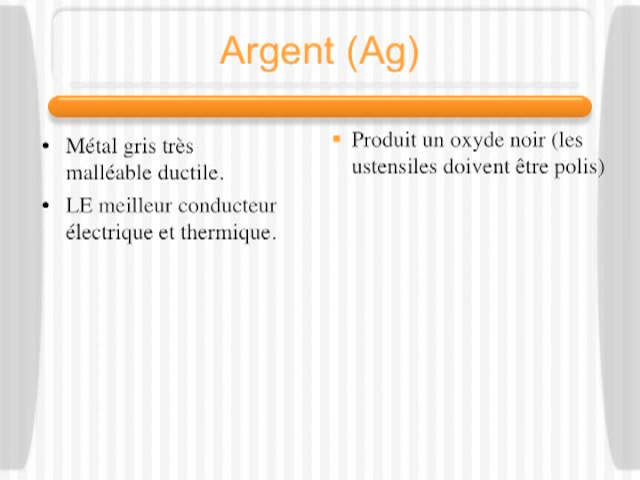 Argent (Ag)
• Métal gris très
malléable ductile.
• LE meilleur conducteur
électrique et thermique.
▪ Produit un oxyde noir (les
ustensiles doivent être polis)